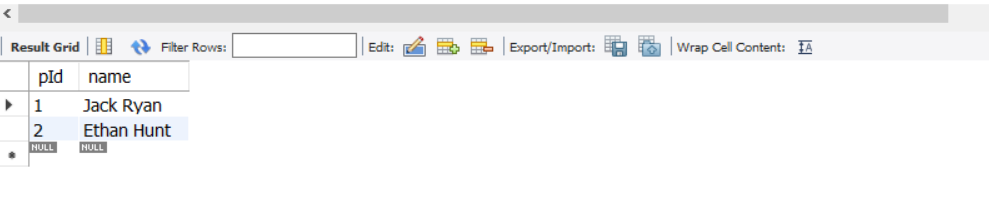 Result Grid Filter Rows: Edit: Export/Import: Wrap Cell Content: IA
pId name
1 Jack Ryan
2 Ethan Hunt
NULL NULL